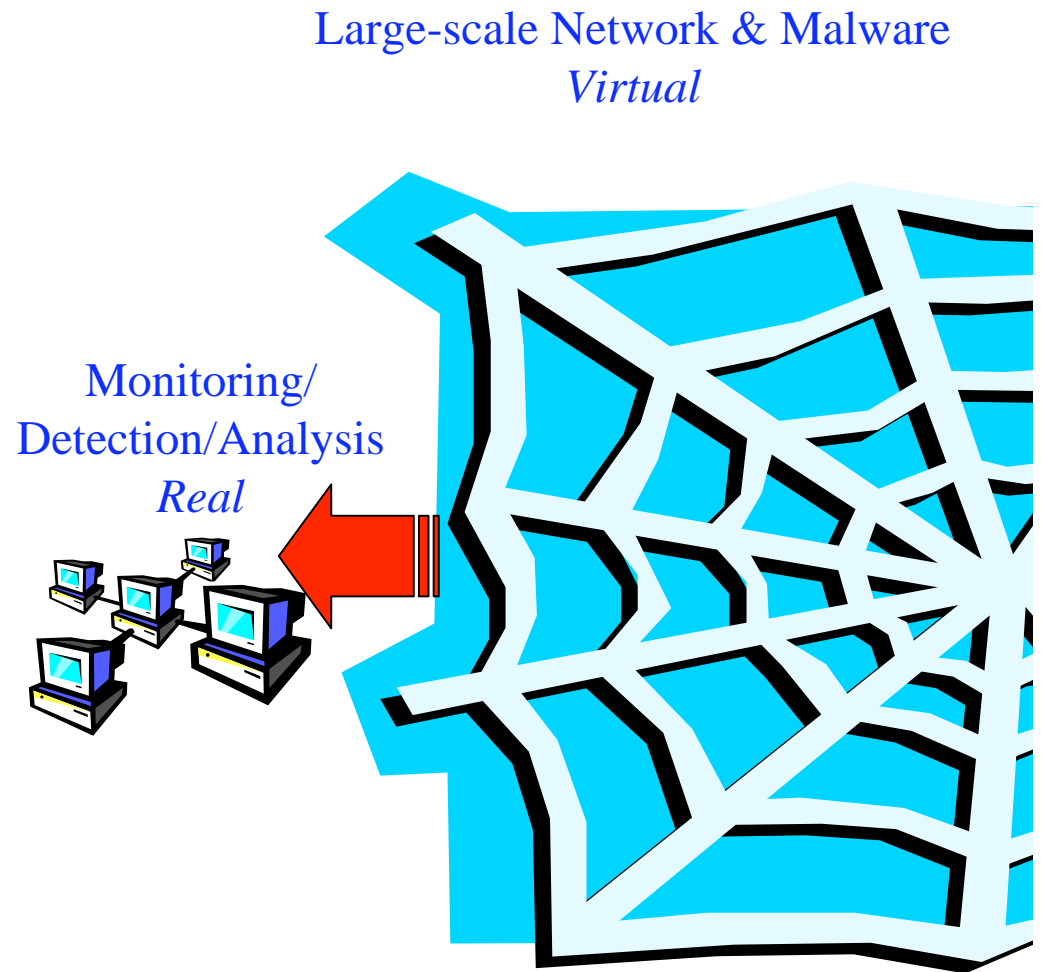 Large-scale Network & Malware
Virtual
Monitoring/
Detection/Analysis
Real